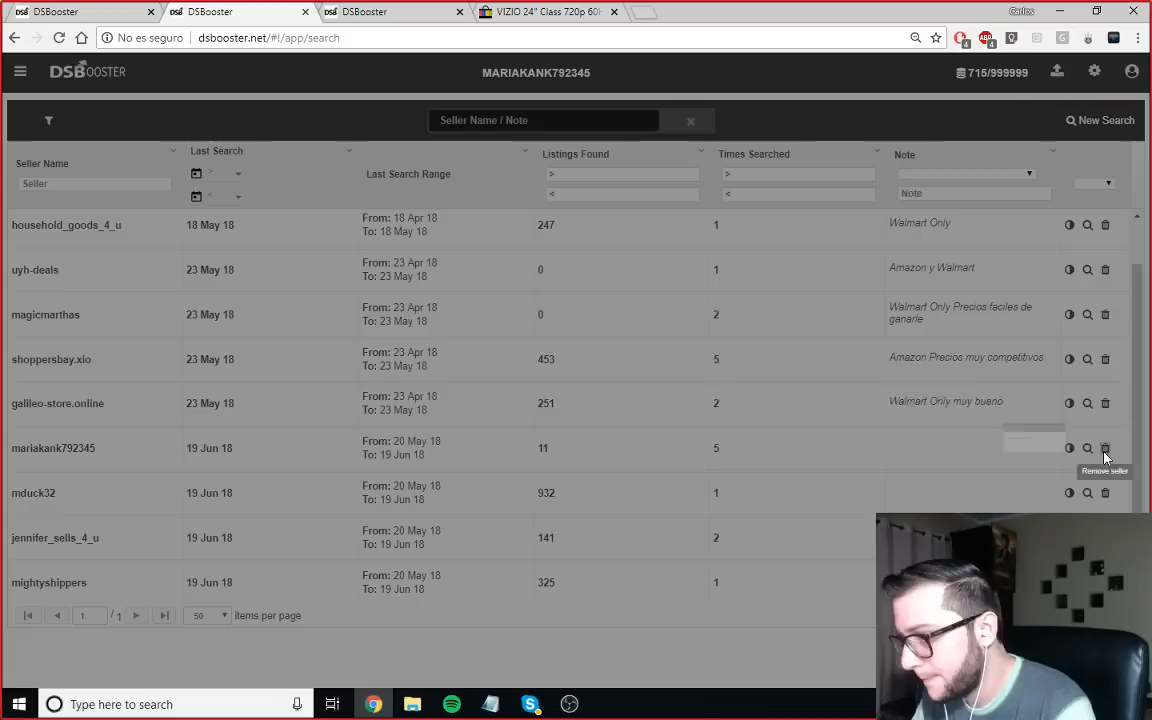 DSBooster
DSBooster
DSBooster
VIZIO 24" Class 720p 60H
Carlos
No es seguro
dsbooster.net/#!/app/search
4
4
DSBOOSTER
MARIAKANK792345
715/999999
Seller Name / Note
New Search
Seller Name
Last Search
Last Search Range
Listings Found
Times Searched
Note
Seller
>
<
>
<
>
<
Note
household_goods_4_u 18 May 18 From: 18 Apr 18 247 1 Walmart Only
To: 18 May 18
uyh-deals 23 May 18 From: 23 Apr 18 0 1 Amazon y Walmart
To: 23 May 18
magicmarthas 23 May 18 From: 23 Apr 18 0 2 Walmart Only Precios faciles de
To: 23 May 18 ganarle
shoppersbay.xio 23 May 18 From: 23 Apr 18 453 5 Amazon Precios muy competitivos
To: 23 May 18
galileo-store.online 23 May 18 From: 23 Apr 18 251 2 Walmart Only muy bueno
To: 23 May 18
mariakank792345 19 Jun 18 From: 20 May 18 11 5
To: 19 Jun 18
Remove seller
mduck32 19 Jun 18 From: 20 May 18 932 1
To: 19 Jun 18
jennifer_sells_4_u 19 Jun 18 From: 20 May 18 141 2
To: 19 Jun 18
mightyshippers 19 Jun 18 From: 20 May 18 325 1
To: 19 Jun 18
1 / 1 50 items per page
Type here to search